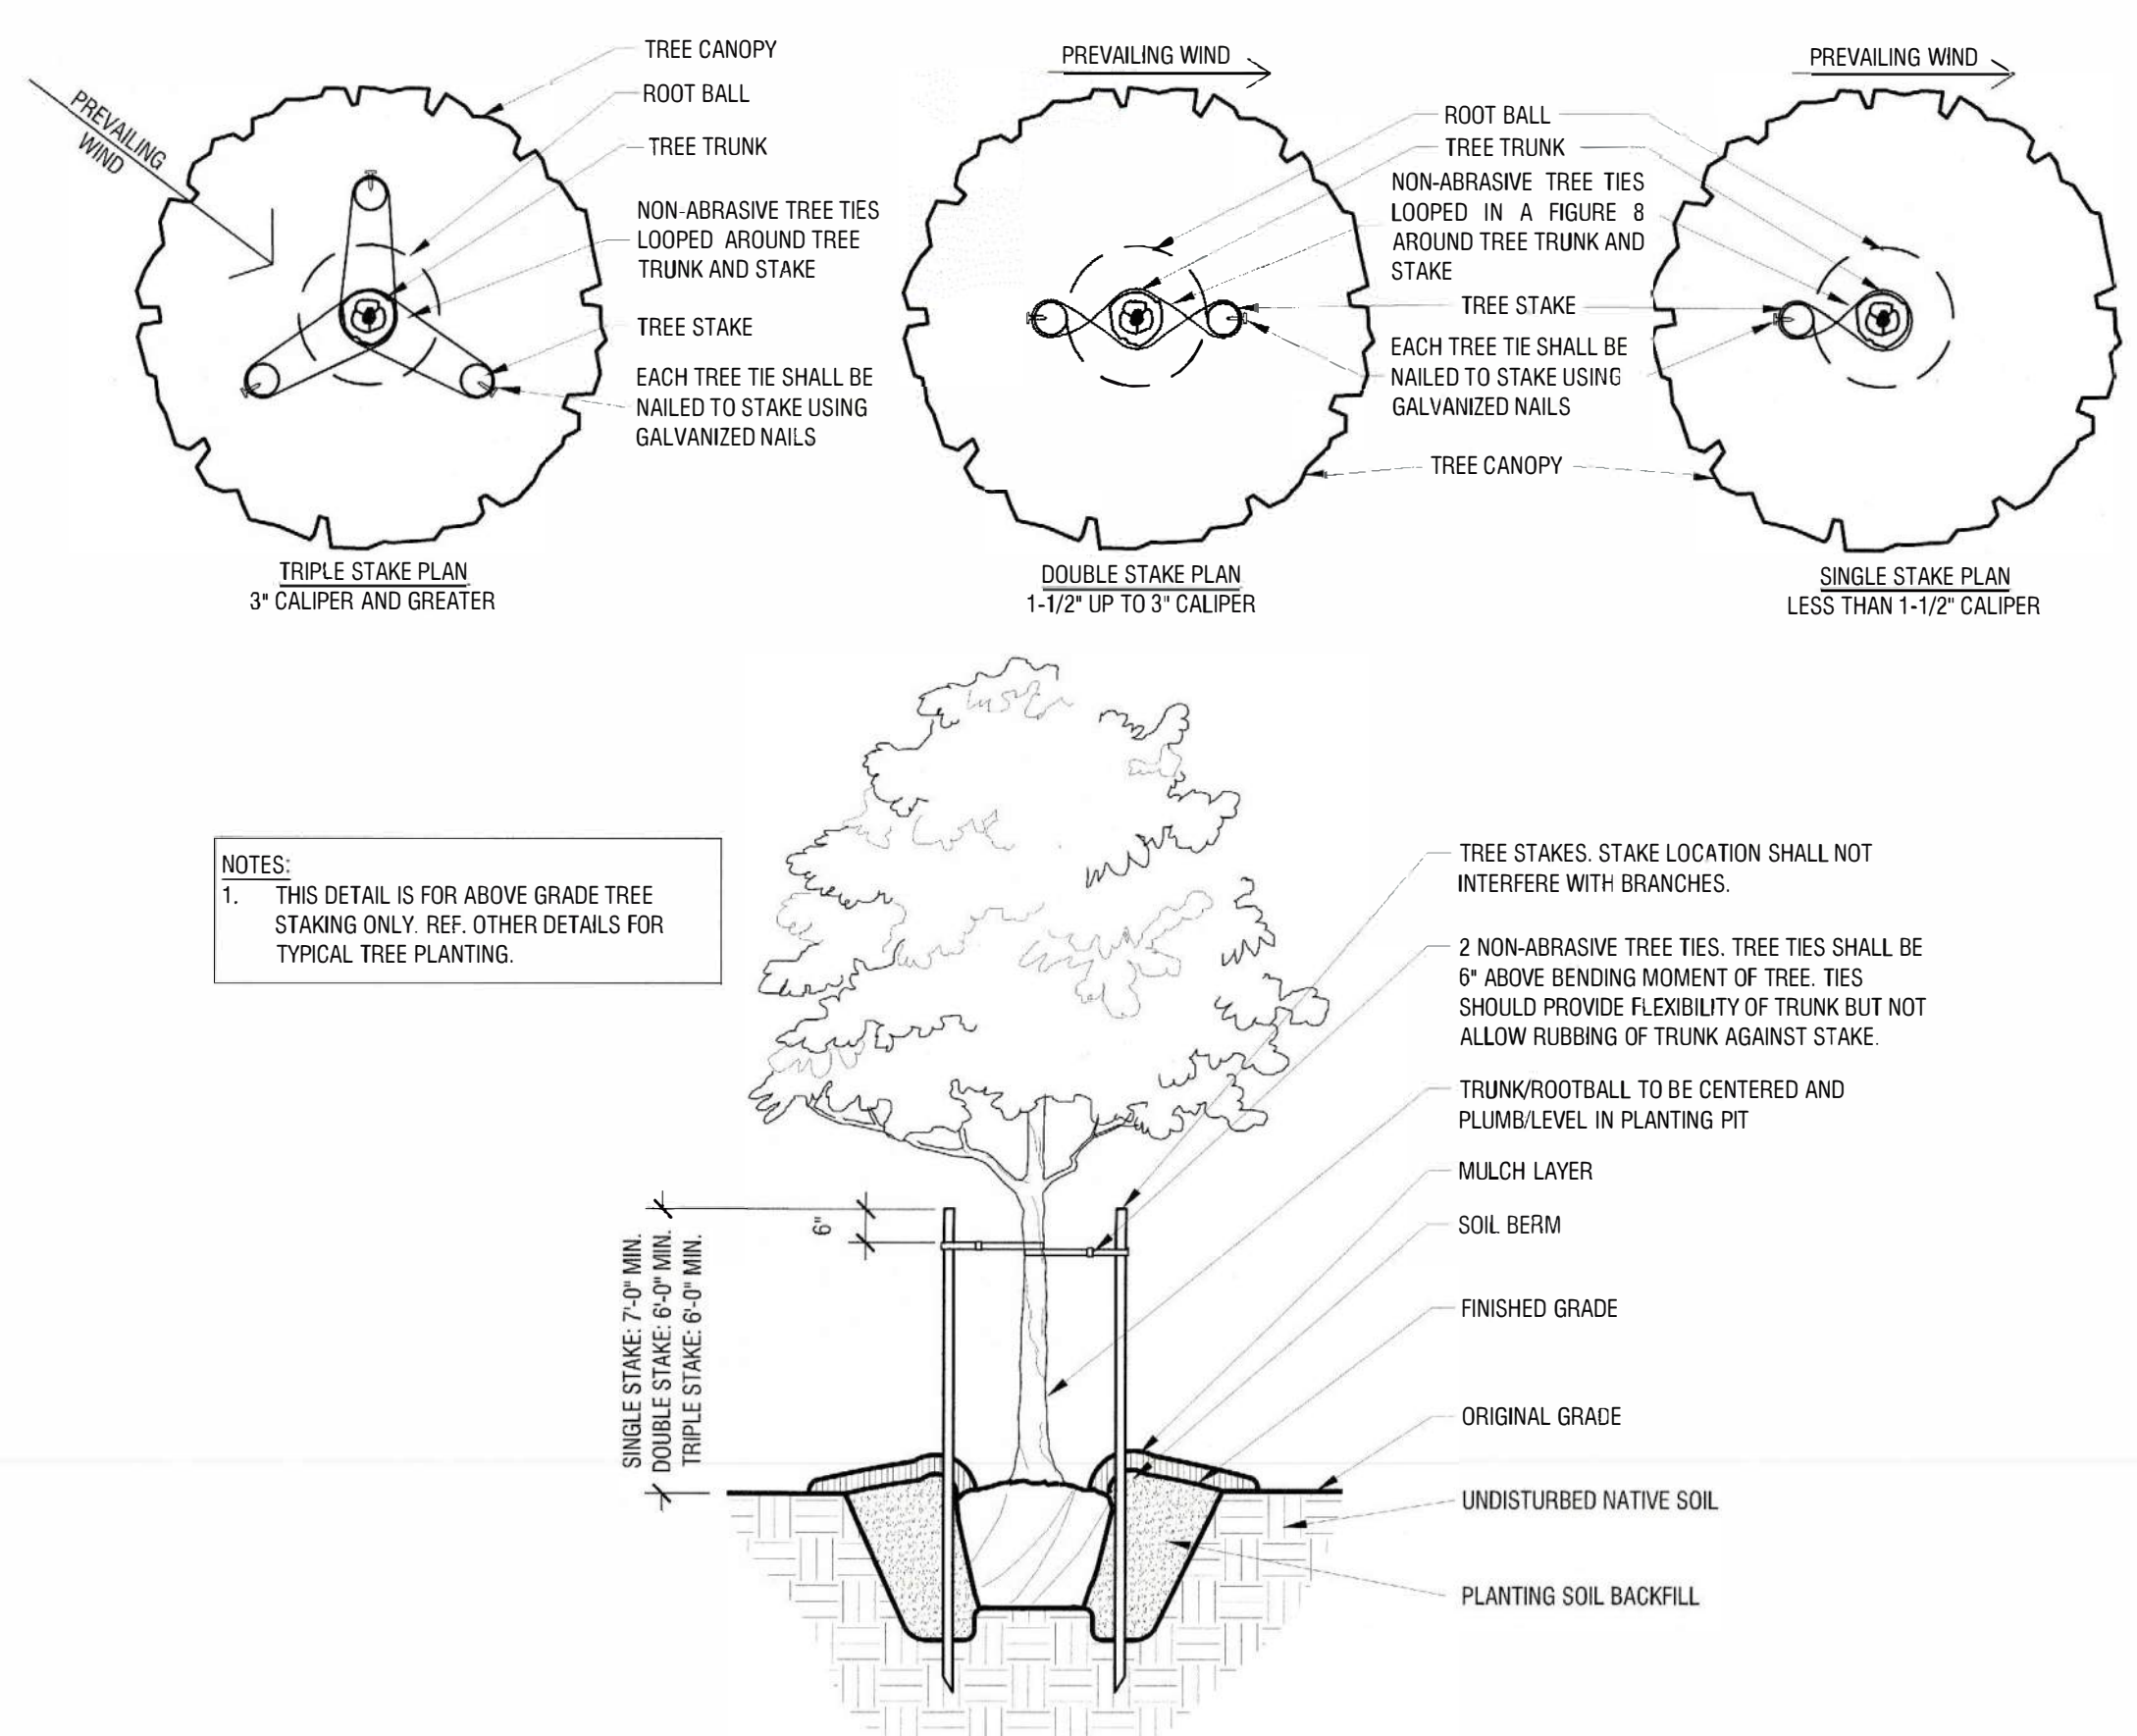 PREVAILING
WIND
TREE CANOPY
ROOT BALL
TREE TRUNK
NON-ABRASIVE TREE TIES
LOOPED AROUND TREE
TRUNK AND STAKE
TREE STAKE
EACH TREE TIE SHALL BE
NAILED TO STAKE USING
GALVANIZED NAILS
TRIPLE STAKE PLAN
3" CALIPER AND GREATER
PREVAILING WIND
PREVAILING WIND
ROOT BALL
TREE TRUNK
NON-ABRASIVE TREE TIES
LOOPED IN A FIGURE 8
AROUND TREE TRUNK AND
STAKE
TREE STAKE
EACH TREE TIE SHALL BE
NAILED TO STAKE USING
GALVANIZED NAILS
TREE CANOPY
DOUBLE STAKE PLAN
1-1/2" UP TO 3" CALIPER
SINGLE STAKE PLAN
LESS THAN 1-1/2" CALIPER
NOTES:
1. THIS DETAIL IS FOR ABOVE GRADE TREE
STAKING ONLY. REF. OTHER DETAILS FOR
TYPICAL TREE PLANTING.
TREE STAKES. STAKE LOCATION SHALL NOT
INTERFERE WITH BRANCHES.
2 NON-ABRASIVE TREE TIES. TREE TIES SHALL BE
6" ABOVE BENDING MOMENT OF TREE. TIES
SHOULD PROVIDE FLEXIBILITY OF TRUNK BUT NOT
ALLOW RUBBING OF TRUNK AGAINST STAKE.
TRUNK/ROOTBALL TO BE CENTERED AND
PLUMB/LEVEL IN PLANTING PIT
MULCH LAYER
SOIL BERM
FINISHED GRADE
ORIGINAL GRADE
UNDISTURBED NATIVE SOIL
PLANTING SOIL BACKFILL
6"
SINGLE STAKE: 7'-0" MIN.
DOUBLE STAKE: 6'-0" MIN.
TRIPLE STAKE: 6'-0" MIN.